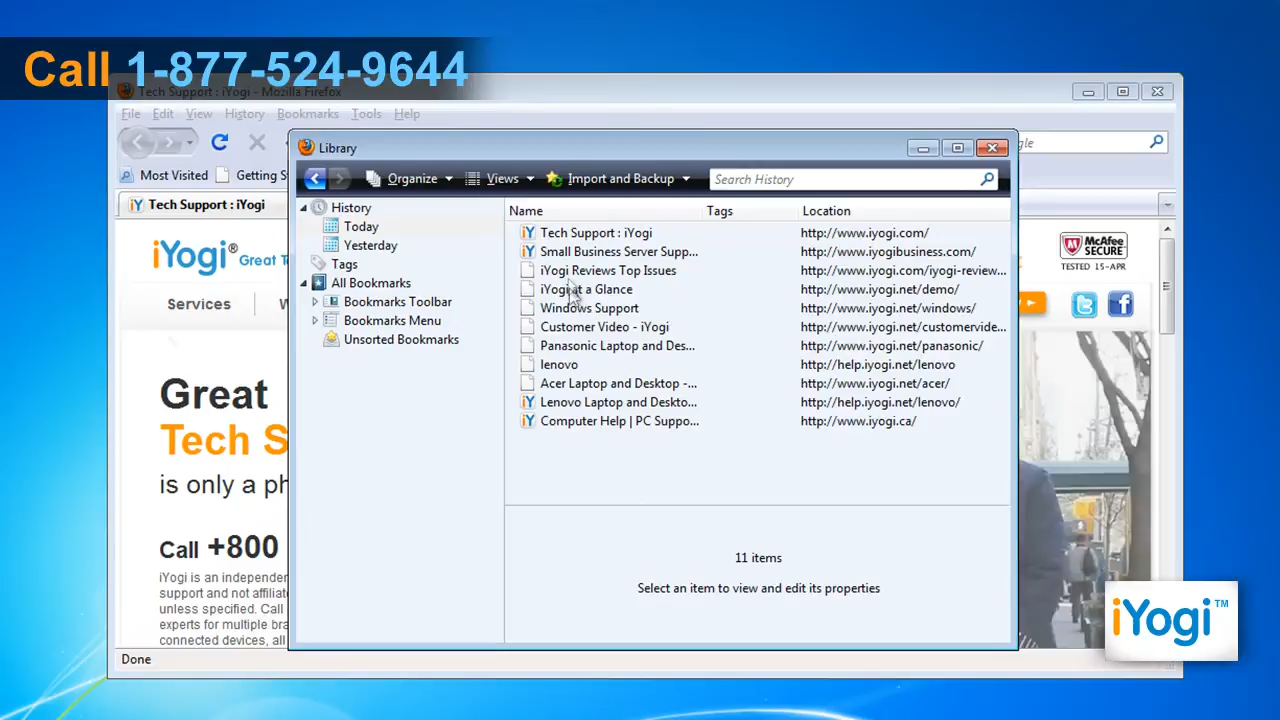 Call 1-877-524-9644
Tech Support : iYogi - Mozilla Firefox
File Edit View History Bookmarks Tools Help
gle
Most Visited Getting S
Tech Support : iYogi
Library
Organize Views Import and Backup Search History
History
Today
Yesterday
Tags
All Bookmarks
Bookmarks Toolbar
Bookmarks Menu
Unsorted Bookmarks
Name Tags Location
Tech Support : iYogi http://www.iyogi.com/
Small Business Server Supp... http://www.iyogibusiness.com/
iYogi Reviews Top Issues http://www.iyogi.com/iyogi-review...
iYogi at a Glance http://www.iyogi.net/demo/
Windows Support http://www.iyogi.net/windows/
Customer Video - iYogi http://www.iyogi.net/customervide...
Panasonic Laptop and Des... http://www.iyogi.net/panasonic/
lenovo http://help.iyogi.net/lenovo
Acer Laptop and Desktop -... http://www.iyogi.net/acer/
Lenovo Laptop and Deskto... http://help.iyogi.net/lenovo/
Computer Help | PC Suppo... http://www.iyogi.ca/
11 items
Select an item to view and edit its properties
iYogi® Great Te
McAfee
SECURE
TESTED 15-APR
Services W
Great
Tech S
is only a ph
Call +800
iYogi is an independen
support and not affiliate
unless specified. Call
experts for multiple bra
connected devices, all
Done
iYogi™